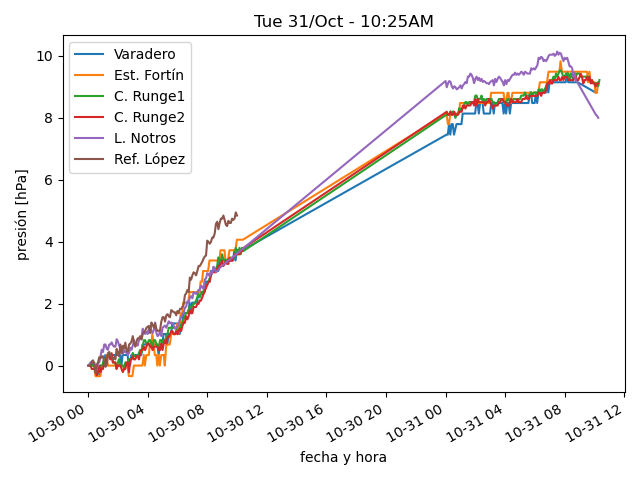 Tue 31/Oct - 10:25AM
Varadero
Est. Fortín
C. Runge1
C. Runge2
L. Notros
Ref. López
presión [hPa]
10
8
6
4
2
0
10-30 00
10-30 04
10-30 08
10-30 12
10-30 16
10-30 20
10-31 00
10-31 04
10-31 08
10-31 12
fecha y hora